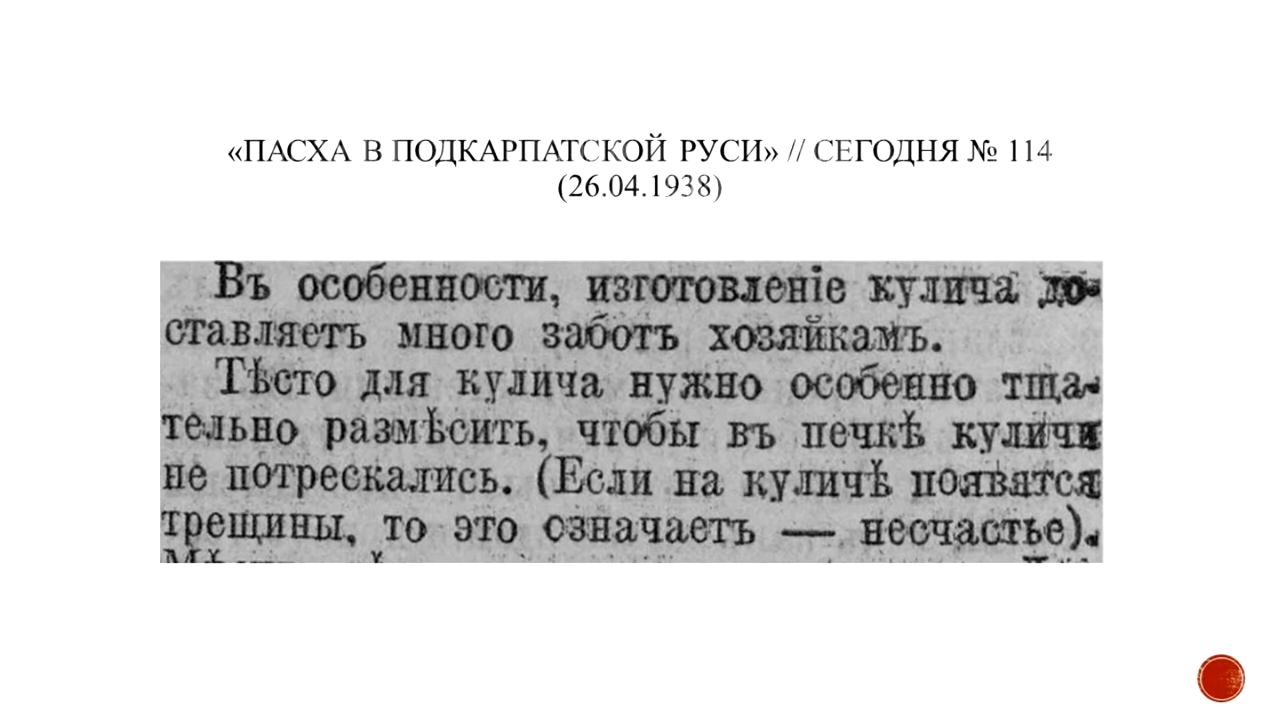 «ПАСХА В ПОДКАРПАТСКОЙ РУСИ» // СЕГОДНЯ № 114
(26.04.1938)
Въ особенности, изготовленіе кулича до-
ставляетъ много заботъ хозяйкамъ.
Тѣсто для кулича нужно особенно тща-
тельно размѣсить, чтобы въ печкѣ куличи
не потрескались. (Если на куличѣ появятся
трещины, то это означаетъ — несчастье).